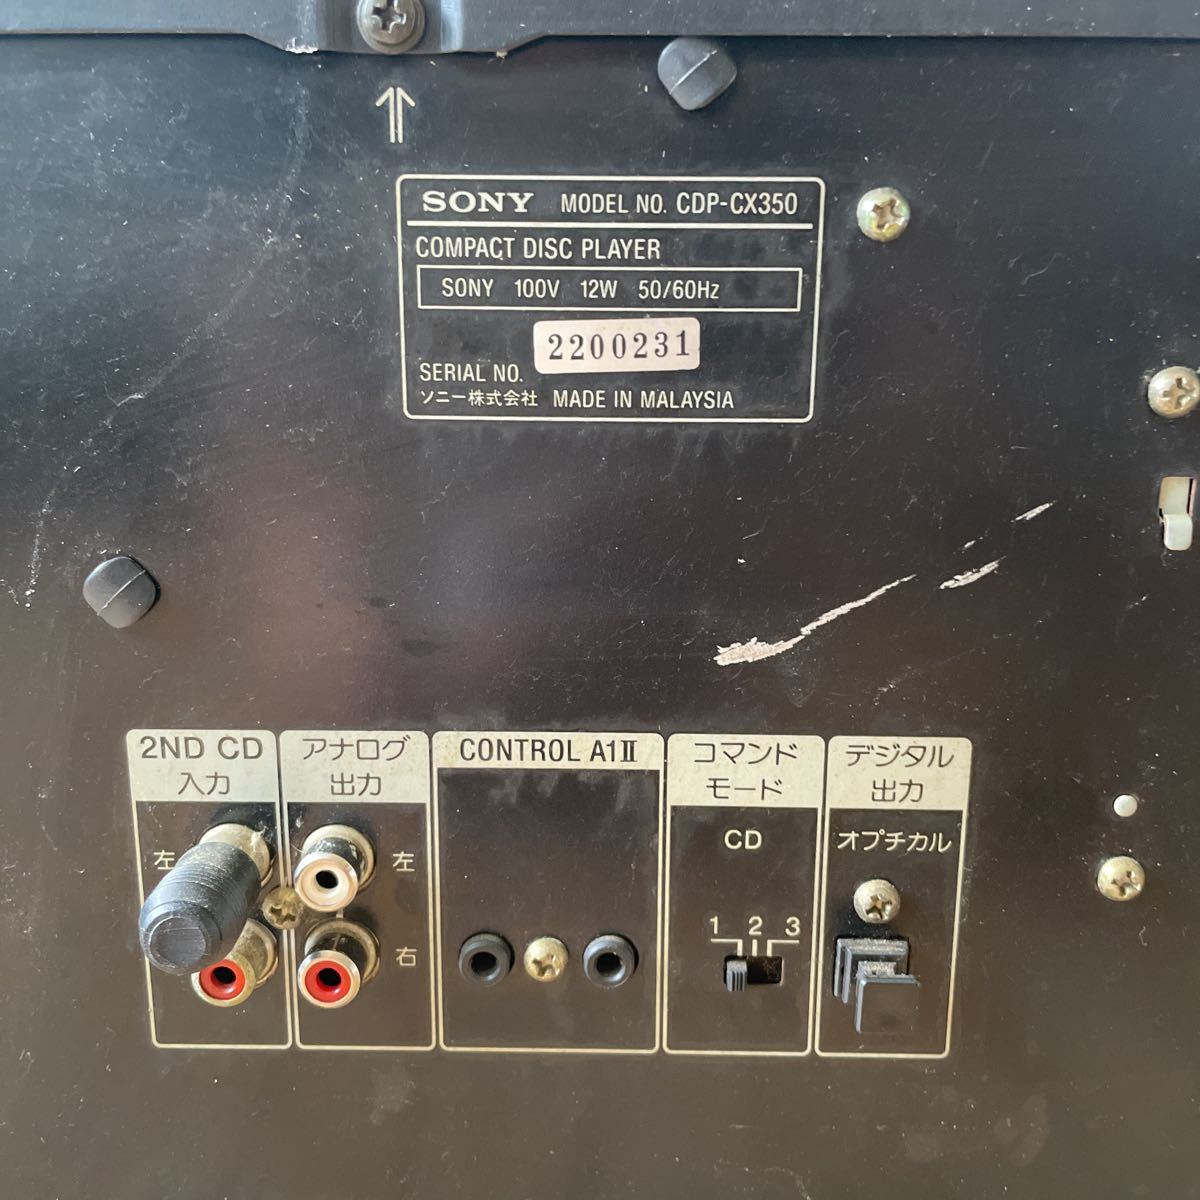 SONY MODEL NO. CDP-CX350
COMPACT DISC PLAYER
SONY 100V 12W 50/60Hz
2200231
SERIAL NO.
ソニー株式会社 MADE IN MALAYSIA
2ND CD
入力
左
アナログ
出力
左
右
CONTROL A1Ⅱ
コマンド
モード
CD
1 2 3
デジタル
出力
オプチカル